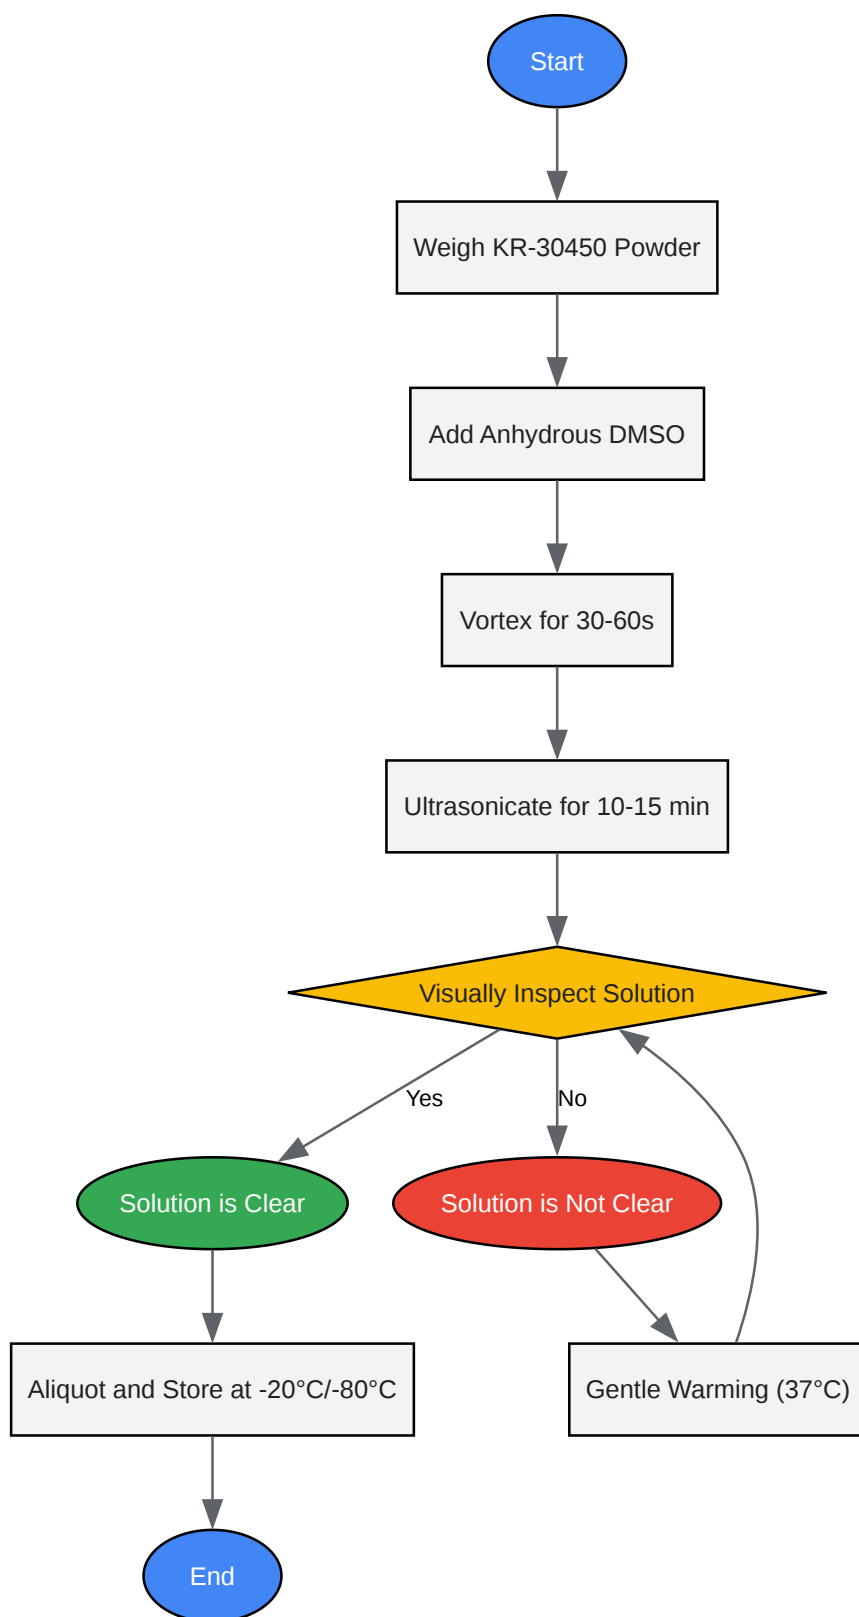 Start
Weigh KR-30450 Powder
Add Anhydrous DMSO
Vortex for 30-60s
Ultrasonicate for 10-15 min
Visually Inspect Solution
Yes
No
Solution is Clear
Solution is Not Clear
Aliquot and Store at -20°C/-80°C
Gentle Warming (37°C)
End